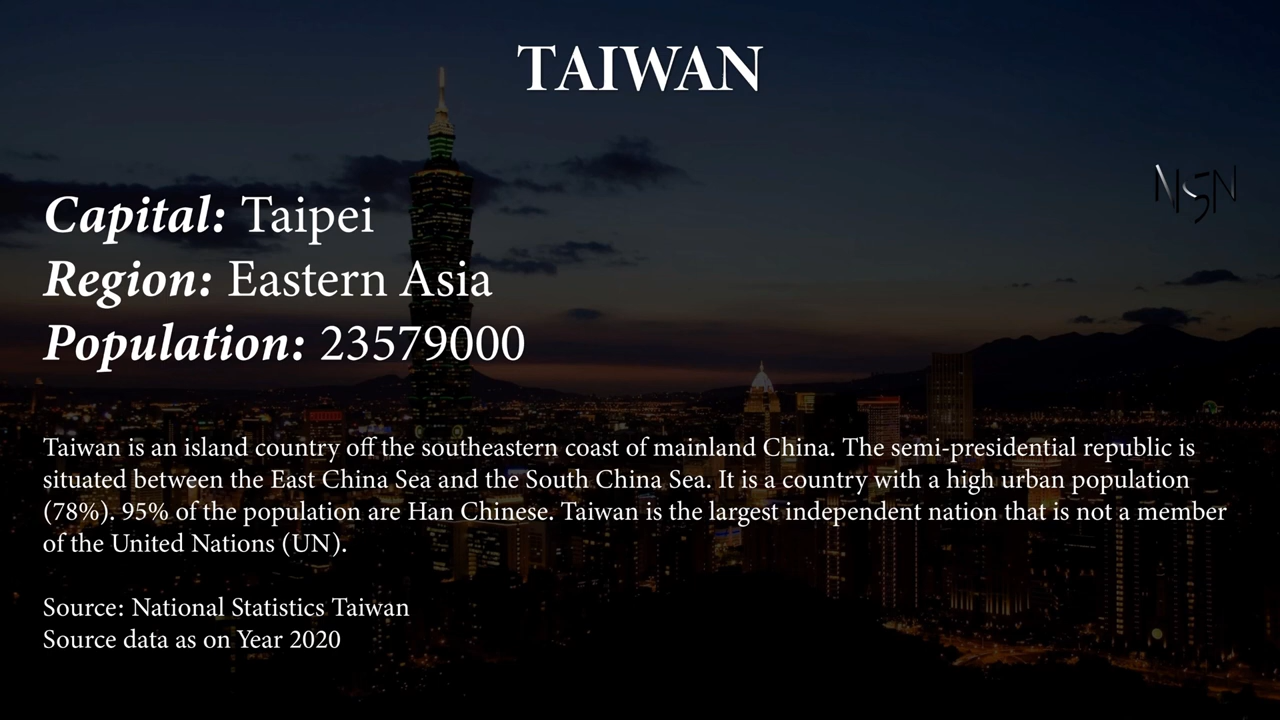 TAIWAN
NSN
Capital: Taipei
Region: Eastern Asia
Population: 23579000
Taiwan is an island country off the southeastern coast of mainland China. The semi-presidential republic is
situated between the East China Sea and the South China Sea. It is a country with a high urban population
(78%). 95% of the population are Han Chinese. Taiwan is the largest independent nation that is not a member
of the United Nations (UN).
Source: National Statistics Taiwan
Source data as on Year 2020